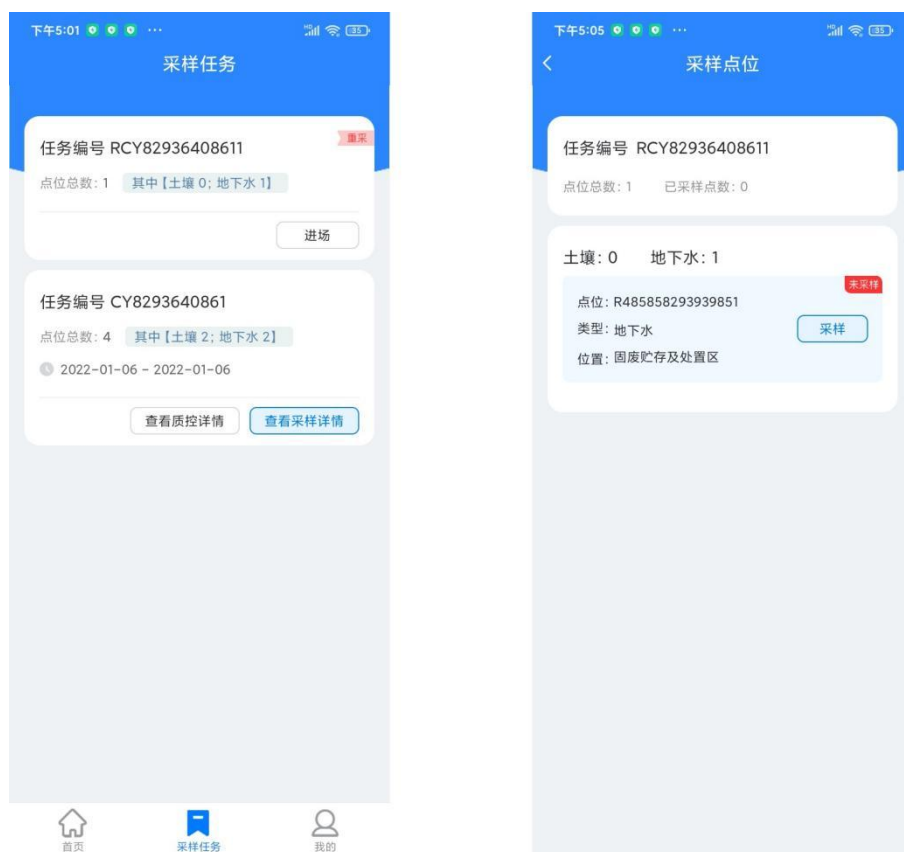 下午5:01 ...
35
采样任务
任务编号 RCY82936408611
重采
点位总数: 1 其中【土壤 0; 地下水 1】
进场
任务编号 CY8293640861
点位总数: 4 其中【土壤 2; 地下水 2】
2022-01-06 - 2022-01-06
查看质控详情 查看采样详情
首页 采样任务 我的
下午5:05 ...
35
采样点位
任务编号 RCY82936408611
点位总数: 1 已采样点数: 0
土壤: 0 地下水: 1
未采样
点位: R485858293939851
类型: 地下水
采样
位置: 固废贮存及处置区